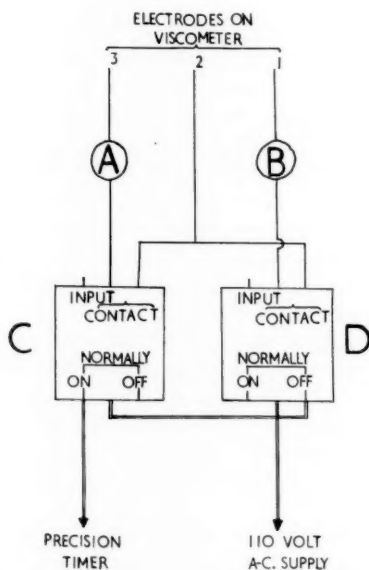 ELECTRODES ON
VISCOMETER
3 2 1
A B
INPUT INPUT
CONTACT CONTACT
C D
NORMALLY NORMALLY
ON OFF ON OFF
PRECISION 110 VOLT
TIMER A-C. SUPPLY